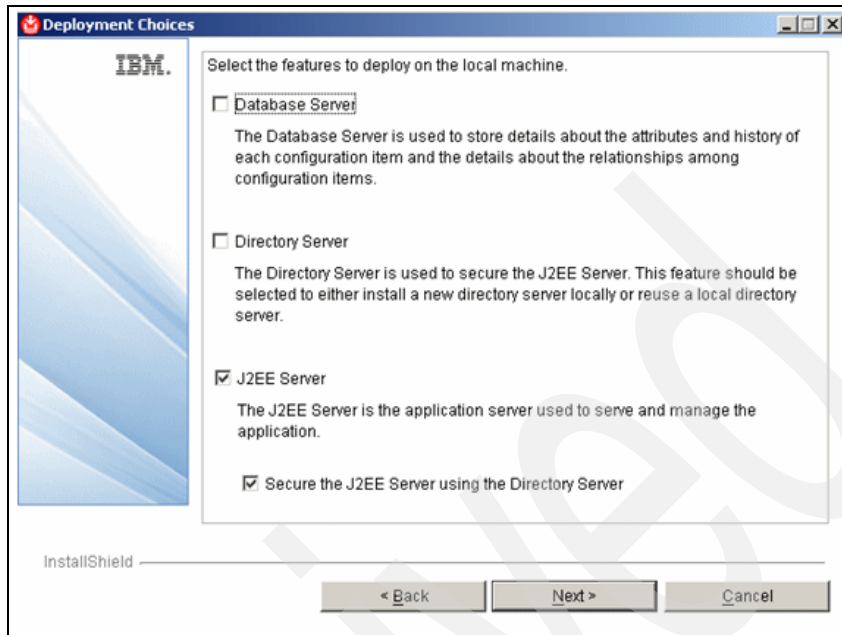 Deployment Choices
IBM.
Select the features to deploy on the local machine.
Database Server
The Database Server is used to store details about the attributes and history of
each configuration item and the details about the relationships among
configuration items.
Directory Server
The Directory Server is used to secure the J2EE Server. This feature should be
selected to either install a new directory server locally or reuse a local directory
server.
J2EE Server
The J2EE Server is the application server used to serve and manage the
application.
Secure the J2EE Server using the Directory Server
InstallShield
< Back
Next >
Cancel